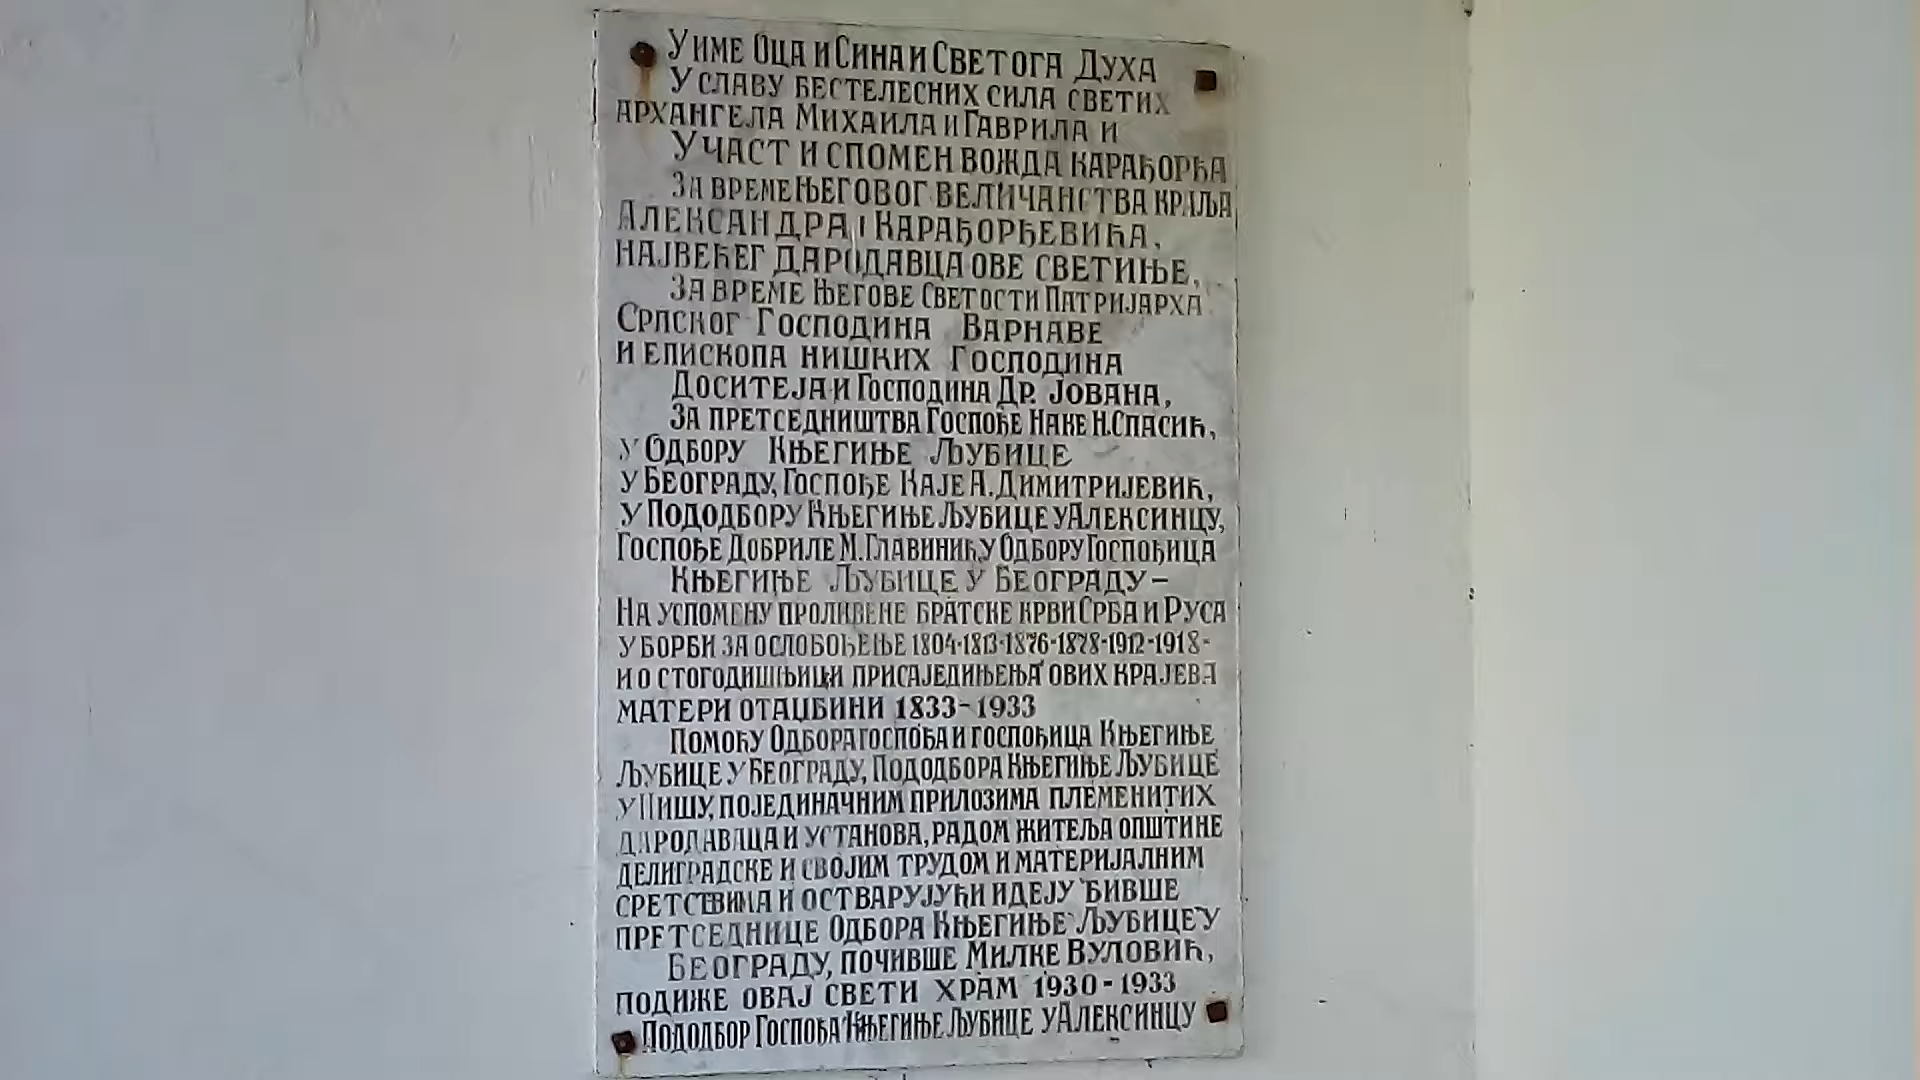 У ИМЕ ОЦА И СИНА И СВЕТОГА ДУХА
У СЛАВУ БЕСТЕЛЕСНИХ СИЛА СВЕТИХ
АРХАНГЕЛА МИХАИЛА И ГАВРИЛА И
У ЧАСТ И СПОМЕН ВОЖДА КАРАЂОРЂА
ЗА ВРЕМЕ ЊЕГОВОГ ВЕЛИЧАНСТВА КРАЉА
АЛЕКСАНДРА I КАРАЂОРЂЕВИЋА,
НАЈВЕЋЕГ ДАРОДАВЦА ОВЕ СВЕТИЊЕ,
ЗА ВРЕМЕ ЊЕГОВЕ СВЕТОСТИ ПАТРИЈАРХА
СРПСКОГ ГОСПОДИНА ВАРНАВЕ
И ЕПИСКОПА НИШКИХ ГОСПОДИНА
ДОСИТЕЈА И ГОСПОДИНА ДР. ЈОВАНА,
ЗА ПРЕТСЕДНИШТВА ГОСПОЂЕ НАКЕ Н. СПАСИЋ,
У ОДБОРУ КЊЕГИЊЕ ЉУБИЦЕ
У БЕОГРАДУ, ГОСПОЂЕ КАЈЕ А. ДИМИТРИЈЕВИЋ,
У ПОДОДБОРУ КЊЕГИЊЕ ЉУБИЦЕ У АЛЕКСИНЦУ,
ГОСПОЂЕ ДОБРИЛЕ М. ГЛАВИНИЋ, У ОДБОРУ ГОСПОЂИЦА
КЊЕГИЊЕ ЉУБИЦЕ У БЕОГРАДУ –
НА УСПОМЕНУ ПРОЛИВЕНЕ БРАТСКЕ КРВИ СРБА И РУСА
У БОРБИ ЗА ОСЛОБОЂЕЊЕ 1804-1813-1876-1878-1912-1918-
И О СТОГОДИШЊИЦИ ПРИСАЈЕДИЊЕЊА ОВИХ КРАЈЕВА
МАТЕРИ ОТАЏБИНИ 1833-1933
ПОМОЋУ ОДБОРА ГОСПОЂА И ГОСПОЂИЦА КЊЕГИЊЕ
ЉУБИЦЕ У БЕОГРАДУ, ПОДОДБОРА КЊЕГИЊЕ ЉУБИЦЕ
У НИШУ, ПОЈЕДИНАЧНИМ ПРИЛОЗИМА ПЛЕМЕНИТИХ
ДАРОДАВАЦА И УСТАНОВА, РАДОМ ЖИТЕЉА ОПШТИНЕ
ДЕЛИГРАДСКЕ И СВОЈИМ ТРУДОМ И МАТЕРИЈАЛНИМ
СРЕТСТВИМА И ОСТВАРУЈУЋИ ИДЕЈУ БИВШЕ
ПРЕТСЕДНИЦЕ ОДБОРА КЊЕГИЊЕ ЉУБИЦЕ У
БЕОГРАДУ, ПОЧИВШЕ МИЛКЕ ВУЛОВИЋ,
ПОДИЖЕ ОВАЈ СВЕТИ ХРАМ 1930-1933
ПОДОДБОР ГОСПОЂА КЊЕГИЊЕ ЉУБИЦЕ У АЛЕКСИНЦУ